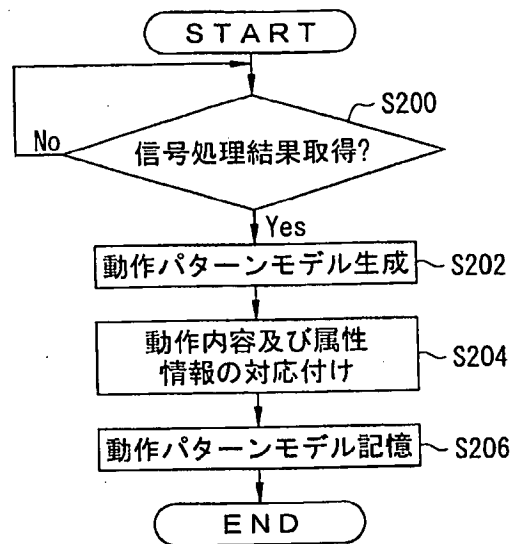 START
S200
No
信号処理結果取得?
Yes
動作パターンモデル生成
S202
動作内容及び属性
情報の対応付け
S204
動作パターンモデル記憶
S206
END